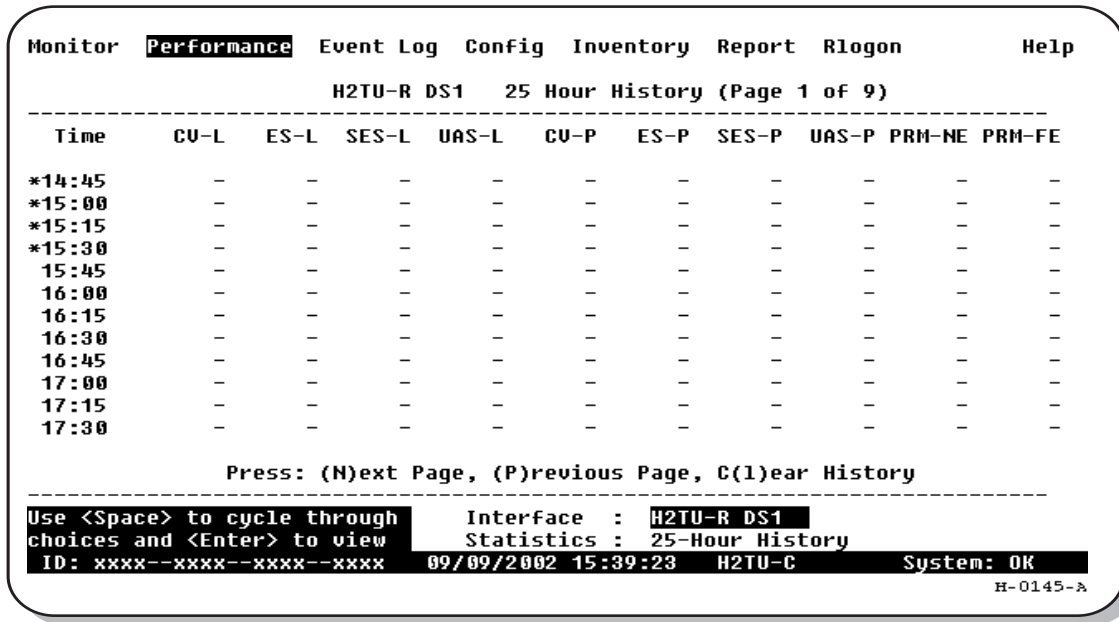 Monitor Performance Event Log Config Inventory Report Rlogon Help
H2TU-R DS1 25 Hour History (Page 1 of 9)
--------------------------------------------------------------------------------
Time CV-L ES-L SES-L UAS-L CV-P ES-P SES-P UAS-P PRM-NE PRM-FE
*14:45 - - - - - - - - - -
*15:00 - - - - - - - - - -
*15:15 - - - - - - - - - -
*15:30 - - - - - - - - - -
15:45 - - - - - - - - - -
16:00 - - - - - - - - - -
16:15 - - - - - - - - - -
16:30 - - - - - - - - - -
16:45 - - - - - - - - - -
17:00 - - - - - - - - - -
17:15 - - - - - - - - - -
17:30 - - - - - - - - - -
Press: (N)ext Page, (P)revious Page, C(l)ear History
--------------------------------------------------------------------------------
Use <Space> to cycle through Interface : H2TU-R DS1
choices and <Enter> to view Statistics : 25-Hour History
ID: xxxx--xxxx--xxxx--xxxx 09/09/2002 15:39:23 H2TU-C System: OK
H-0145-A